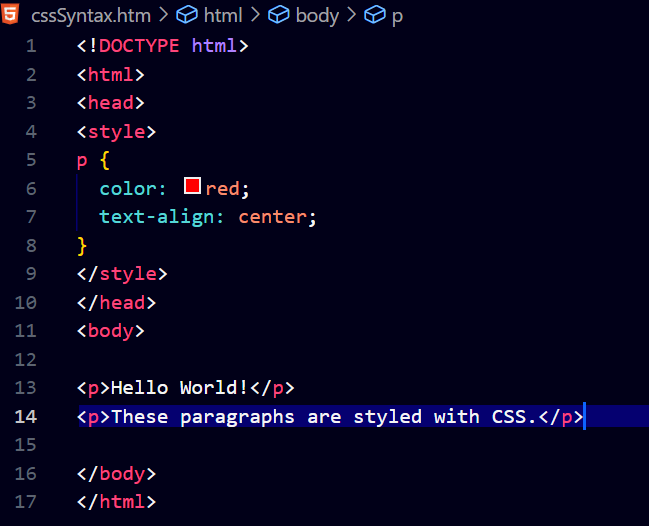 cssSyntax.htm > html > body > p
1 <!DOCTYPE html>
2 <html>
3 <head>
4 <style>
5 p {
6   color: red;
7   text-align: center;
8 }
9 </style>
10 </head>
11 <body>
12
13 <p>Hello World!</p>
14 <p>These paragraphs are styled with CSS.</p>
15
16 </body>
17 </html>